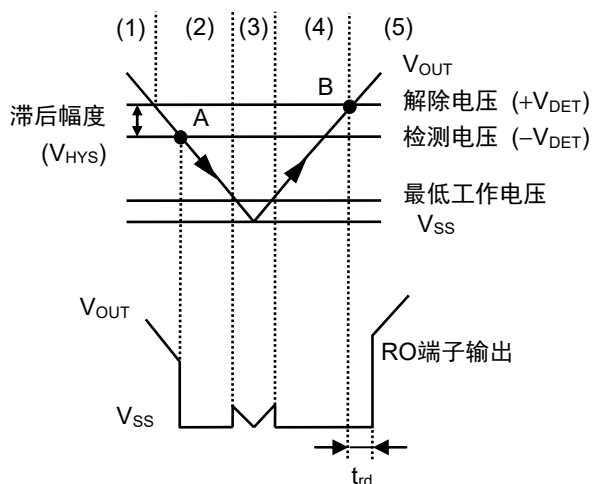 (1) (2) (3) (4) (5)
VOUT
B
解除电压 (+VDET)
滞后幅度
(VHYS)
A
检测电压 (−VDET)
最低工作电压
VSS
VOUT
RO端子输出
VSS
trd